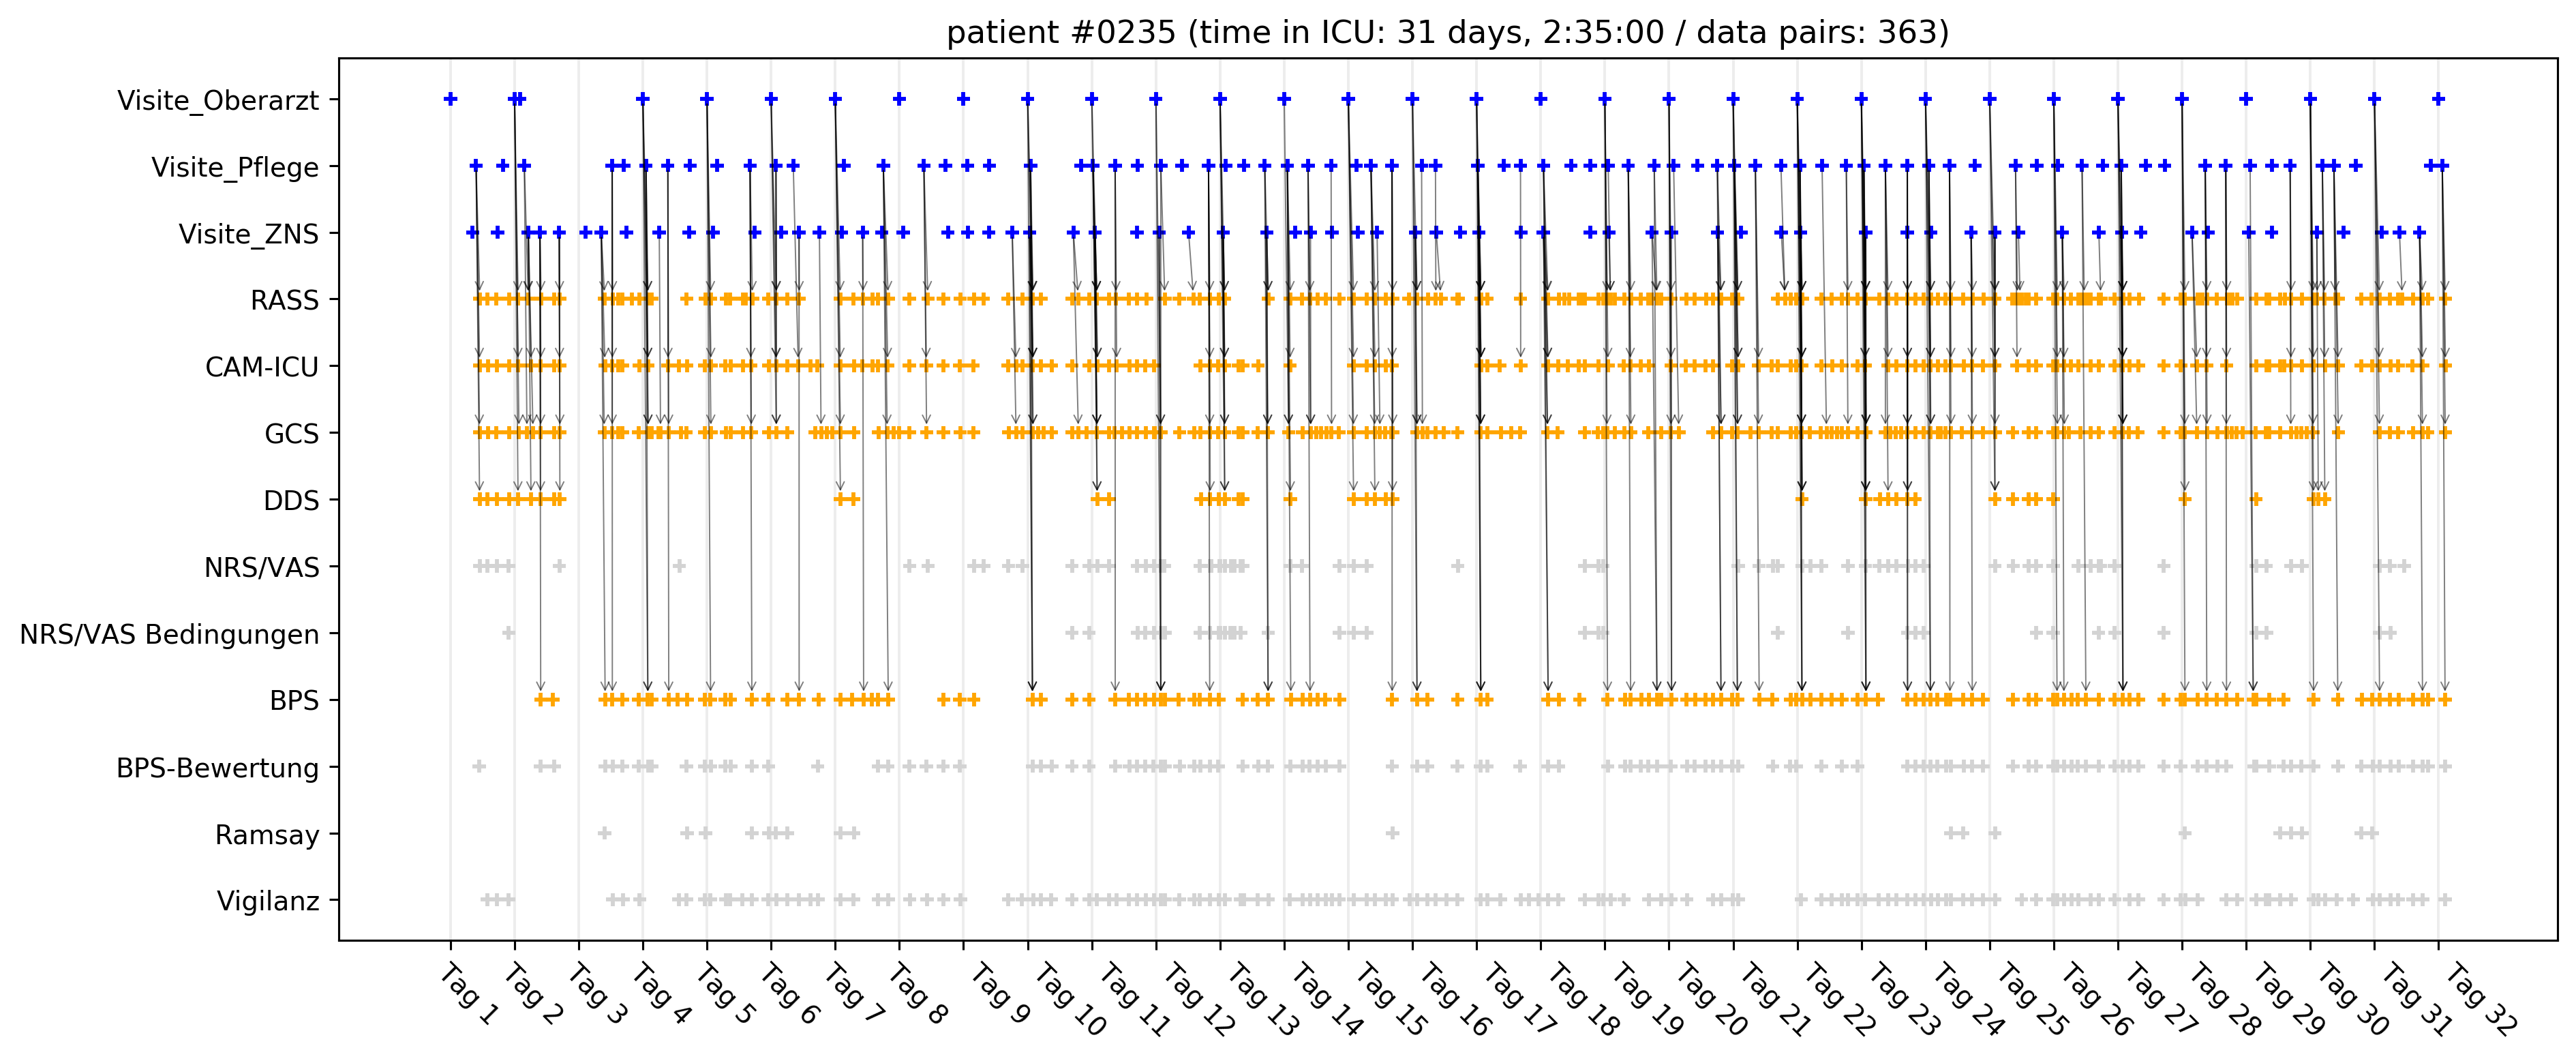 patient #0235 (time in ICU: 31 days, 2:35:00 / data pairs: 363)
Visite_Oberarzt
Visite_Pflege
Visite_ZNS
RASS
CAM-ICU
GCS
DDS
NRS/VAS
NRS/VAS Bedingungen
BPS
BPS-Bewertung
Ramsay
Vigilanz
Tag 1
Tag 2
Tag 3
Tag 4
Tag 5
Tag 6
Tag 7
Tag 8
Tag 9
Tag 10
Tag 11
Tag 12
Tag 13
Tag 14
Tag 15
Tag 16
Tag 17
Tag 18
Tag 19
Tag 20
Tag 21
Tag 22
Tag 23
Tag 24
Tag 25
Tag 26
Tag 27
Tag 28
Tag 29
Tag 30
Tag 31
Tag 32